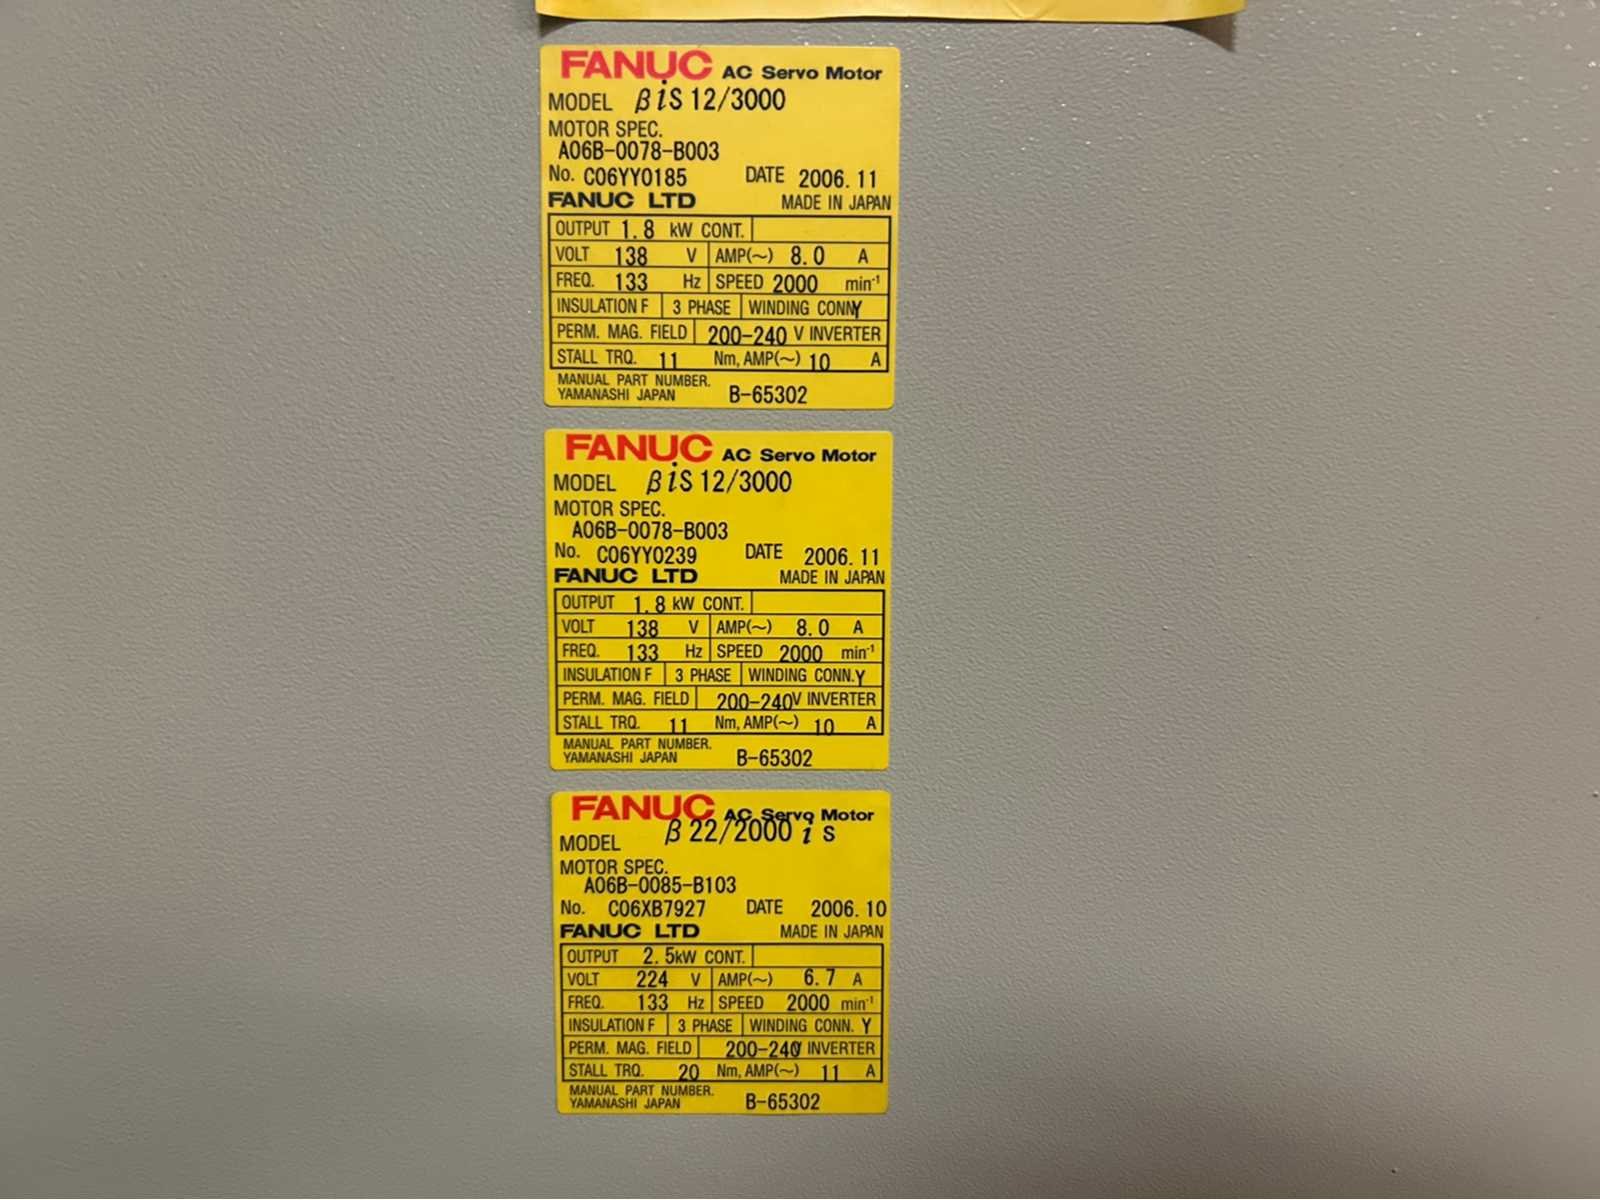 FANUC AC Servo Motor
MODEL βiS 12/3000
MOTOR SPEC.
A06B-0078-B003
No. C06YY0185 DATE 2006.11
FANUC LTD MADE IN JAPAN
OUTPUT 1.8 kW CONT.
VOLT 138 V AMP(~) 8.0 A
FREQ. 133 Hz SPEED 2000 min⁻¹
INSULATION F 3 PHASE WINDING CONN.Y
PERM. MAG. FIELD 200-240 V INVERTER
STALL TRQ. 11 Nm, AMP(~) 10 A
MANUAL PART NUMBER.
YAMANASHI JAPAN B-65302
FANUC AC Servo Motor
MODEL βiS 12/3000
MOTOR SPEC.
A06B-0078-B003
No. C06YY0239 DATE 2006.11
FANUC LTD MADE IN JAPAN
OUTPUT 1.8 kW CONT.
VOLT 138 V AMP(~) 8.0 A
FREQ. 133 Hz SPEED 2000 min⁻¹
INSULATION F 3 PHASE WINDING CONN.Y
PERM. MAG. FIELD 200-240V INVERTER
STALL TRQ. 11 Nm, AMP(~) 10 A
MANUAL PART NUMBER.
YAMANASHI JAPAN B-65302
FANUC AC Servo Motor
MODEL β 22/2000 i S
MOTOR SPEC.
A06B-0085-B103
No. C06XB7927 DATE 2006.10
FANUC LTD MADE IN JAPAN
OUTPUT 2.5kW CONT.
VOLT 224 V AMP(~) 6.7 A
FREQ. 133 Hz SPEED 2000 min⁻¹
INSULATION F 3 PHASE WINDING CONN. Y
PERM. MAG. FIELD 200-240V INVERTER
STALL TRQ. 20 Nm, AMP(~) 11 A
MANUAL PART NUMBER.
YAMANASHI JAPAN B-65302